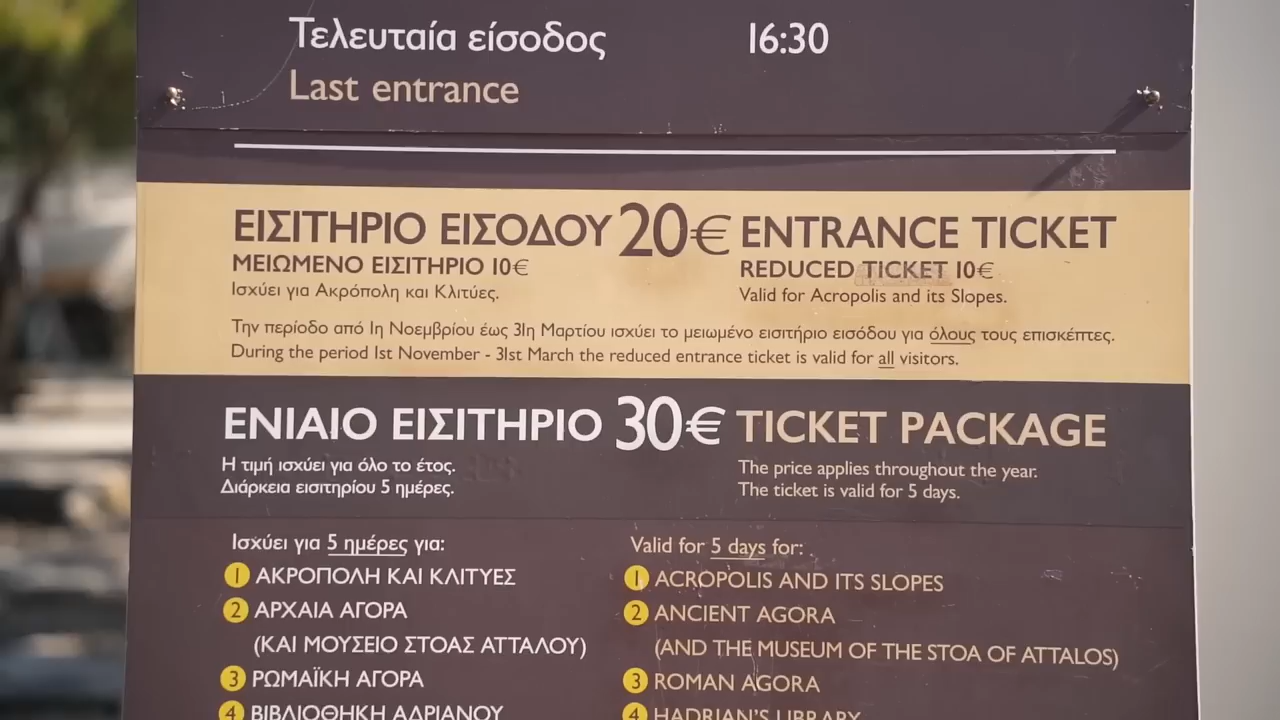 Τελευταία είσοδος 16:30
Last entrance
ΕΙΣΙΤΗΡΙΟ ΕΙΣΟΔΟΥ 20€ ENTRANCE TICKET
ΜΕΙΩΜΕΝΟ ΕΙΣΙΤΗΡΙΟ 10€
Ισχύει για Ακρόπολη και Κλιτύες.
REDUCED TICKET 10€
Valid for Acropolis and its Slopes.
Την περίοδο από 1η Νοεμβρίου έως 31η Μαρτίου ισχύει το μειωμένο εισιτήριο εισόδου για όλους τους επισκέπτες.
During the period 1st November - 31st March the reduced entrance ticket is valid for all visitors.
ΕΝΙΑΙΟ ΕΙΣΙΤΗΡΙΟ 30€ TICKET PACKAGE
Η τιμή ισχύει για όλο το έτος.
Διάρκεια εισιτηρίου 5 ημέρες.
The price applies throughout the year.
The ticket is valid for 5 days.
Ισχύει για 5 ημέρες για:
1 ΑΚΡΟΠΟΛΗ ΚΑΙ ΚΛΙΤΥΕΣ
2 ΑΡΧΑΙΑ ΑΓΟΡΑ
(ΚΑΙ ΜΟΥΣΕΙΟ ΣΤΟΑΣ ΑΤΤΑΛΟΥ)
3 ΡΩΜΑΪΚΗ ΑΓΟΡΑ
4 ΒΙΒΛΙΟΘΗΚΗ ΑΔΡΙΑΝΟΥ
Valid for 5 days for:
1 ACROPOLIS AND ITS SLOPES
2 ANCIENT AGORA
(AND THE MUSEUM OF THE STOA OF ATTALOS)
3 ROMAN AGORA
4 HADRIAN'S LIBRARY